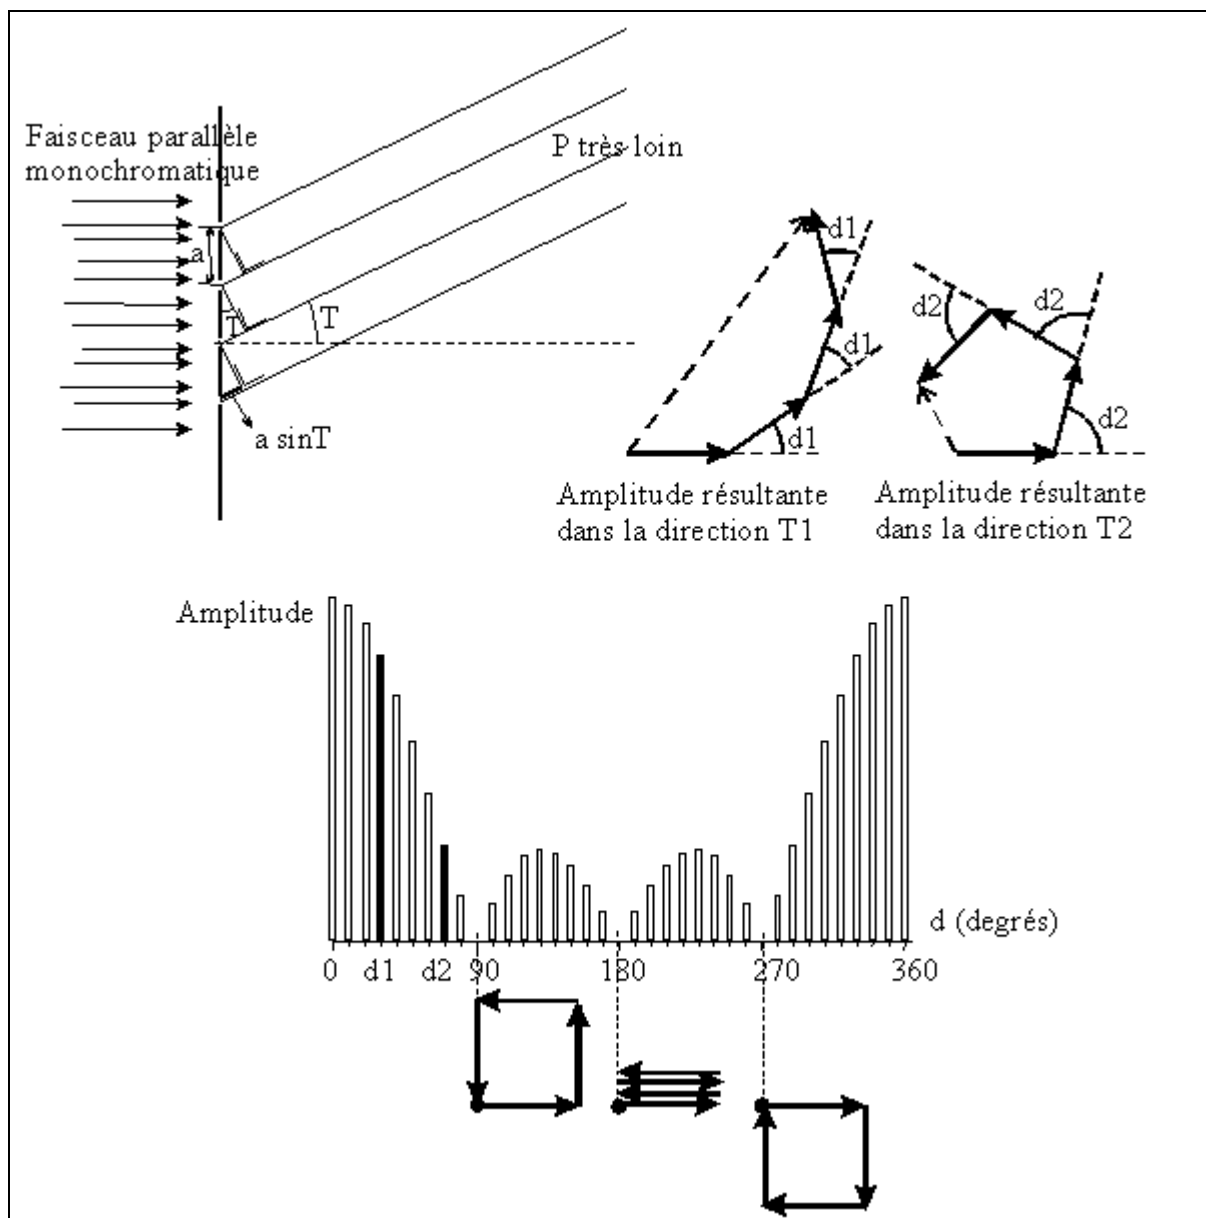 Faisceau parallèle
monochromatique
P très loin
a
T
T
a sinT
d1
d1
d1
d2
d2
d2
Amplitude résultante
dans la direction T1
Amplitude résultante
dans la direction T2
Amplitude
d (degrés)
0 d1 d2 90 180 270 360